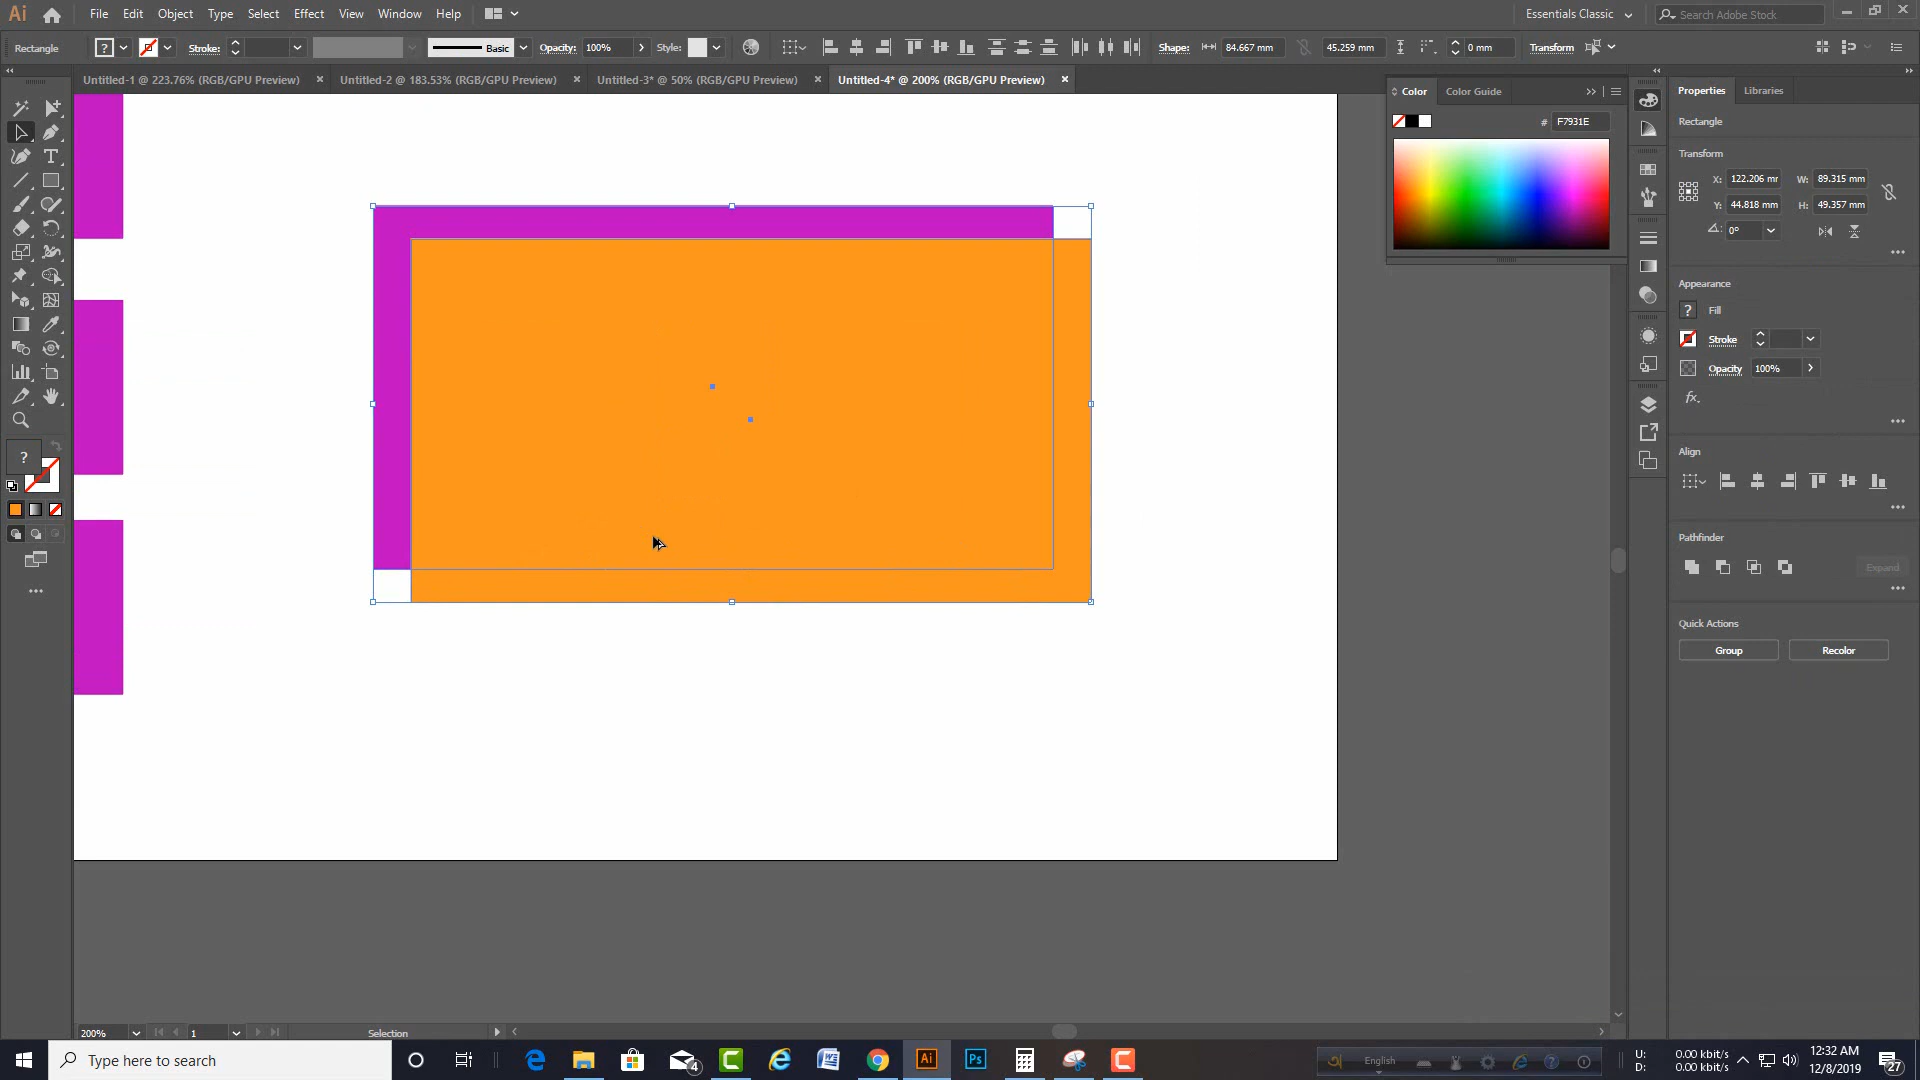 Ai File Edit Object Type Select Effect View Window Help Essentials Classic Search Adobe Stock
Rectangle ? Stroke: Basic Opacity: 100% Style: Shape: 84.667 mm 45.259 mm 0 mm Transform
Untitled-1 @ 223.76% (RGB/GPU Preview) × Untitled-2 @ 183.53% (RGB/GPU Preview) × Untitled-3* @ 50% (RGB/GPU Preview) × Untitled-4* @ 200% (RGB/GPU Preview) ×
Color Color Guide
# F7931E
Properties Libraries
Rectangle
Transform
X: 122.206 mm W: 89.315 mm
Y: 44.818 mm H: 49.357 mm
0°
Appearance
? Fill
Stroke
Opacity 100%
fx.
Align
Pathfinder
Expand
Quick Actions
Group Recolor
?
200% 1 Selection
Type here to search
4
Ai
Ps
English
U: 0.00 kbit/s
D: 0.00 kbit/s
12:32 AM
12/8/2019
27